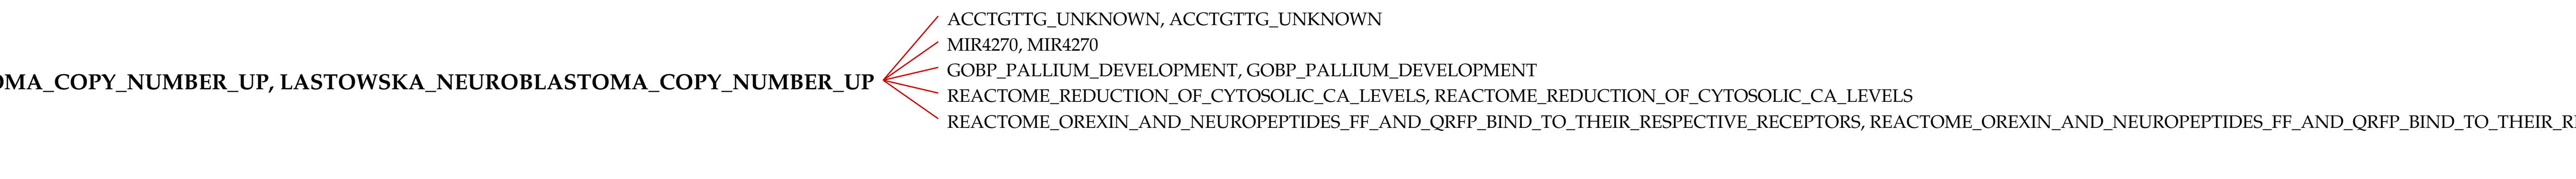 ACCTGTTG_UNKNOWN, ACCTGTTG_UNKNOWN
MIR4270, MIR4270
GOBP_PALLIUM_DEVELOPMENT, GOBP_PALLIUM_DEVELOPMENT
OMA_COPY_NUMBER_UP, LASTOWSKA_NEUROBLASTOMA_COPY_NUMBER_UP
REACTOME_REDUCTION_OF_CYTOSOLIC_CA_LEVELS, REACTOME_REDUCTION_OF_CYTOSOLIC_CA_LEVELS
REACTOME_OREXIN_AND_NEUROPEPTIDES_FF_AND_QRFP_BIND_TO_THEIR_RESPECTIVE_RECEPTORS, REACTOME_OREXIN_AND_NEUROPEPTIDES_FF_AND_QRFP_BIND_TO_THEIR_R